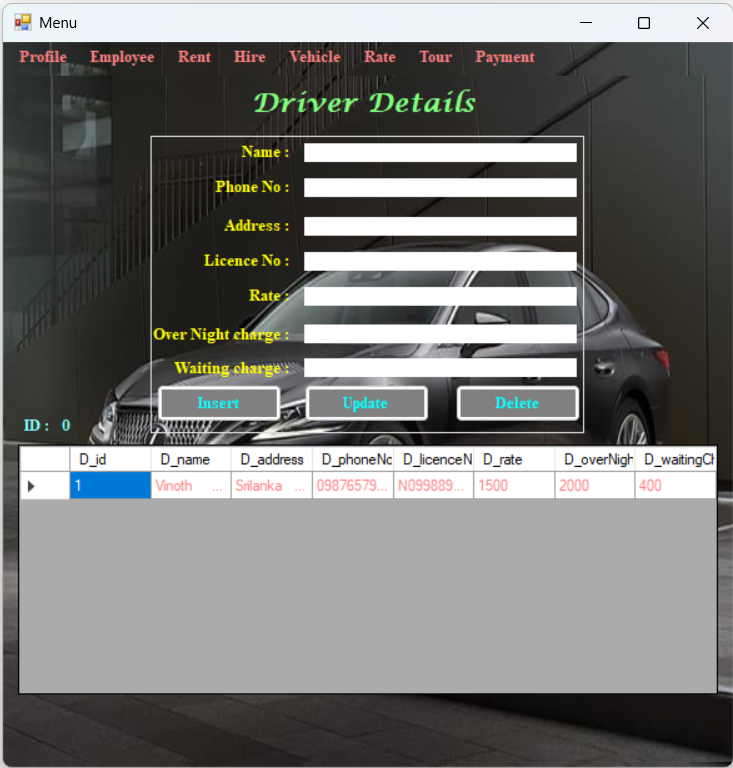 Menu
Profile Employee Rent Hire Vehicle Rate Tour Payment
Driver Details
Name :
Phone No :
Address :
Licence No :
Rate :
Over Night charge :
Waiting charge :
Insert Update Delete
ID : 0
D_id D_name D_address D_phoneNo D_licenceN D_rate D_overNigh D_waitingCh
1 Vinoth ... Srilanka ... 09876579... N099889... 1500 2000 400